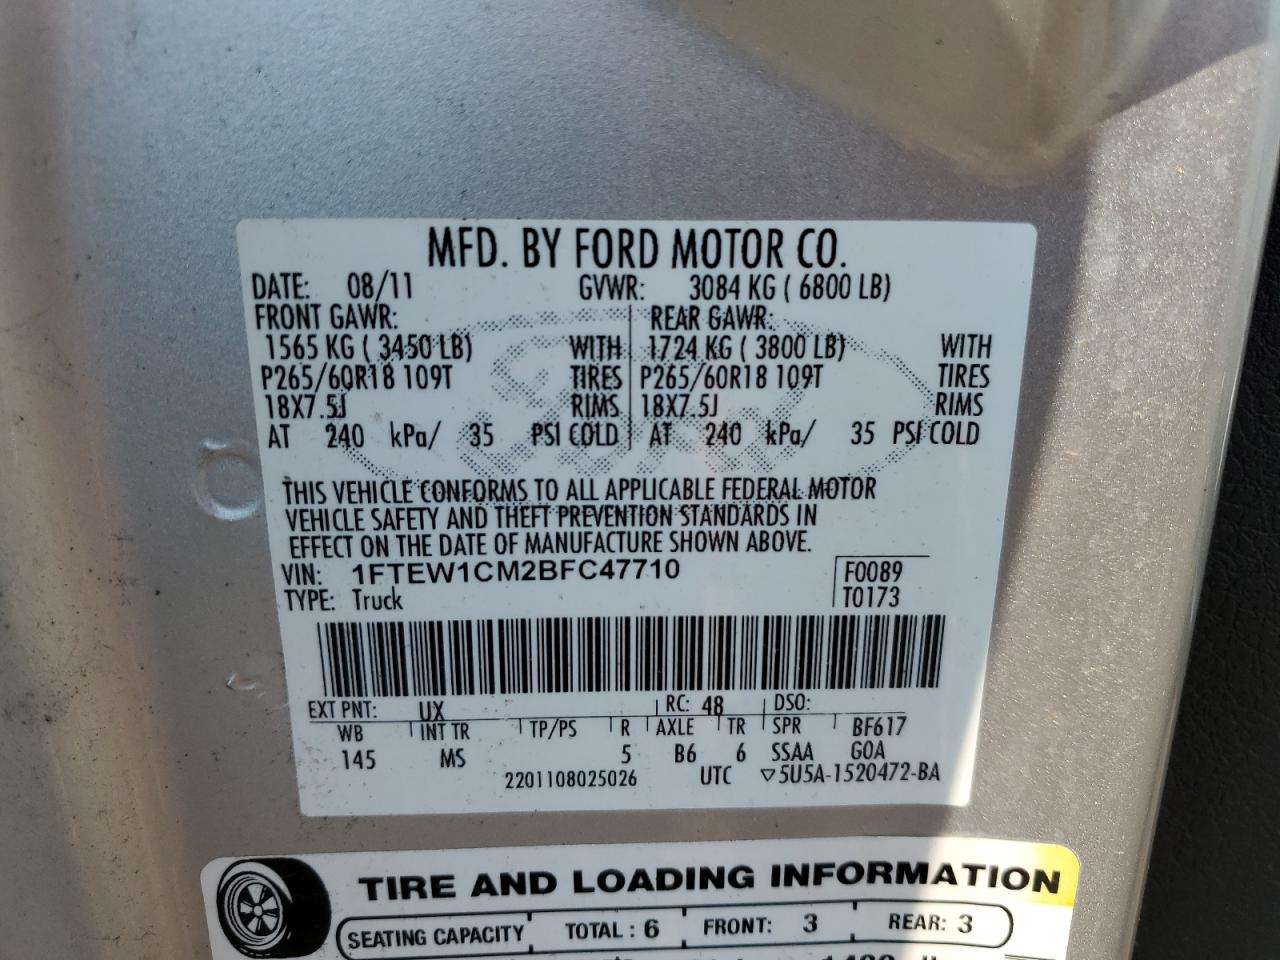 MFD. BY FORD MOTOR CO.
DATE: 08/11 GVWR: 3084 KG ( 6800 LB)
FRONT GAWR: REAR GAWR:
1565 KG ( 3450 LB) WITH 1724 KG ( 3800 LB) WITH
P265/60R18 109T TIRES P265/60R18 109T TIRES
18X7.5J RIMS 18X7.5J RIMS
AT 240 kPa/ 35 PSI COLD AT 240 kPa/ 35 PSI COLD
Ford
THIS VEHICLE CONFORMS TO ALL APPLICABLE FEDERAL MOTOR
VEHICLE SAFETY AND THEFT PREVENTION STANDARDS IN
EFFECT ON THE DATE OF MANUFACTURE SHOWN ABOVE.
VIN: 1FTEW1CM2BFC47710 F0089
TYPE: Truck T0173
EXT PNT: UX RC: 48 DSO:
WB INT TR TP/PS R AXLE TR SPR BF617
145 MS 5 B6 6 SSAA GOA
2201108025026 UTC ▽5U5A-1520472-BA
TIRE AND LOADING INFORMATION
SEATING CAPACITY TOTAL : 6 FRONT: 3 REAR: 3